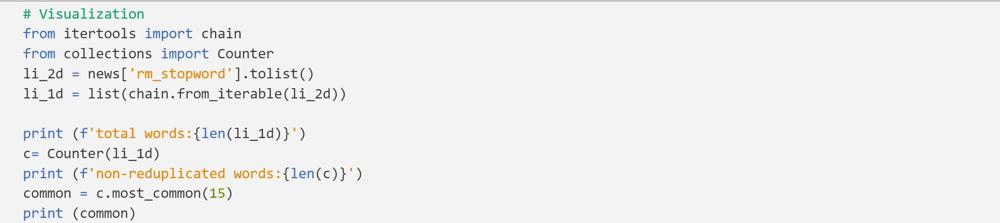 # Visualization
from itertools import chain
from collections import Counter
li_2d = news['rm_stopword'].tolist()
li_1d = list(chain.from_iterable(li_2d))

print (f'total words:{len(li_1d)}')
c= Counter(li_1d)
print (f'non-reduplicated words:{len(c)}')
common = c.most_common(15)
print (common)